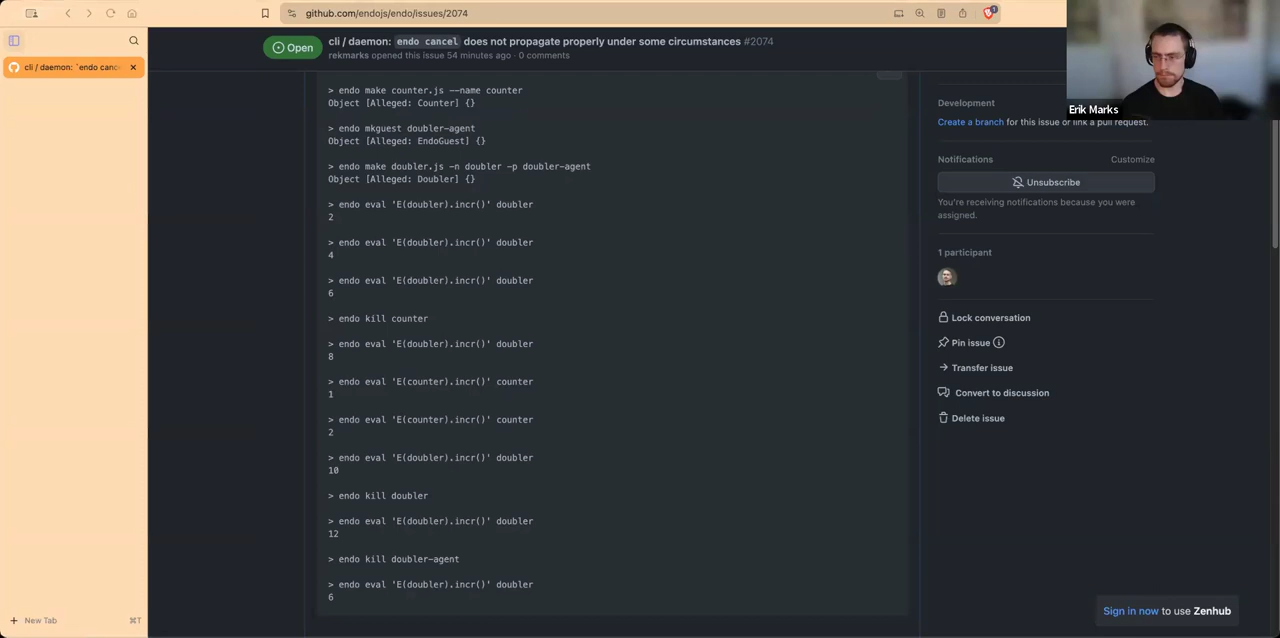 github.com/endojs/endo/issues/2074
1
cli / daemon: `endo canc
New Tab
⌘T
Open
cli / daemon: endo cancel does not propagate properly under some circumstances #2074
rekmarks opened this issue 54 minutes ago · 0 comments
> endo make counter.js --name counter
Object [Alleged: Counter] {}
> endo mkguest doubler-agent
Object [Alleged: EndoGuest] {}
> endo make doubler.js -n doubler -p doubler-agent
Object [Alleged: Doubler] {}
> endo eval 'E(doubler).incr()' doubler
2
> endo eval 'E(doubler).incr()' doubler
4
> endo eval 'E(doubler).incr()' doubler
6
> endo kill counter
> endo eval 'E(doubler).incr()' doubler
8
> endo eval 'E(counter).incr()' counter
1
> endo eval 'E(counter).incr()' counter
2
> endo eval 'E(doubler).incr()' doubler
10
> endo kill doubler
> endo eval 'E(doubler).incr()' doubler
12
> endo kill doubler-agent
> endo eval 'E(doubler).incr()' doubler
6
Development
Create a branch for this issue or link a pull request.
Notifications
Customize
Unsubscribe
You're receiving notifications because you were
assigned.
1 participant
Lock conversation
Pin issue
Transfer issue
Convert to discussion
Delete issue
Sign in now to use Zenhub
Erik Marks